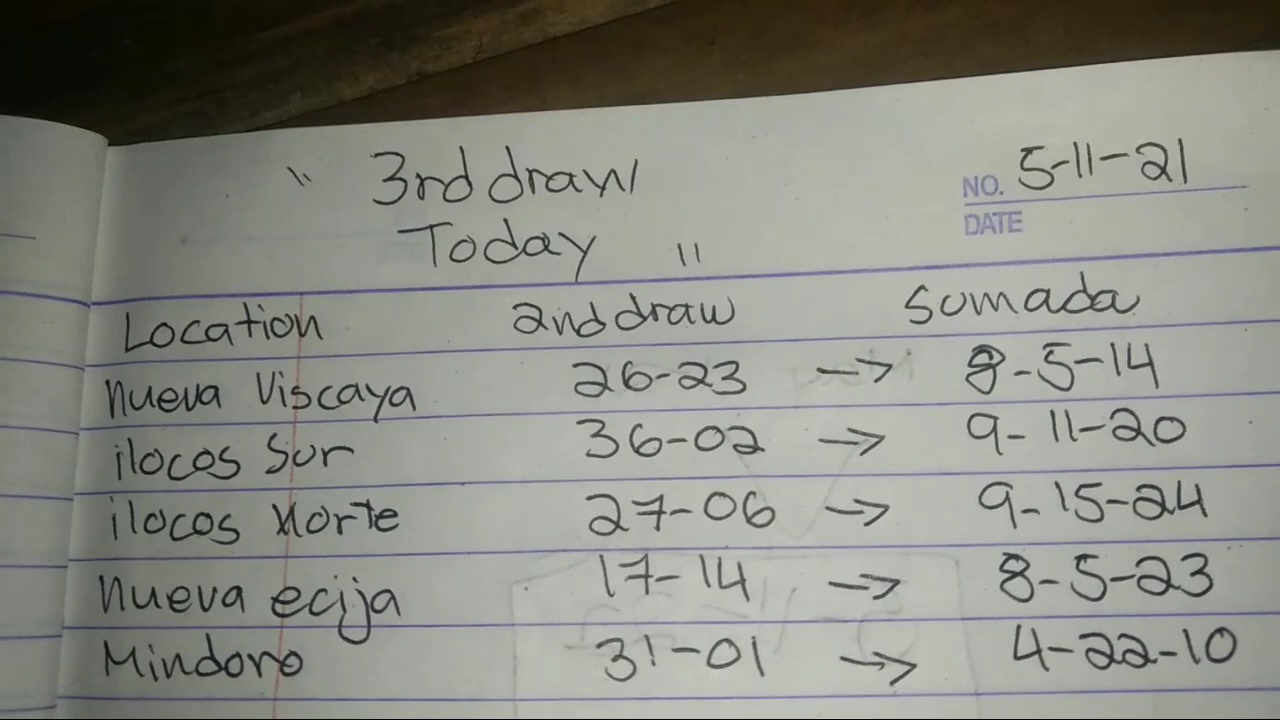 " 3rd draw
NO. 5-11-21
Today "
DATE
Location 2nd draw Sumada
Nueva Viscaya 26-23 → 8-5-14
ilocos Sur 36-02 → 9-11-20
ilocos Norte 27-06 → 9-15-24
Nueva ecija 17-14 → 8-5-23
Mindoro 31-01 → 4-22-10